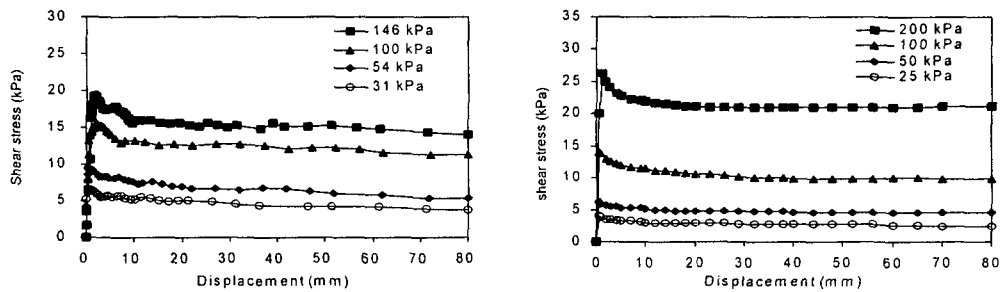 30
25
20
15
10
5
0
Shear stress (kPa)
146 kPa
100 kPa
54 kPa
31 kPa
0 10 20 30 40 50 60 70 80
Displacement (mm)
35
30
25
20
15
10
5
0
shear stress (kPa)
200 kPa
100 kPa
50 kPa
25 kPa
0 10 20 30 40 50 60 70 80
Displacement (mm)